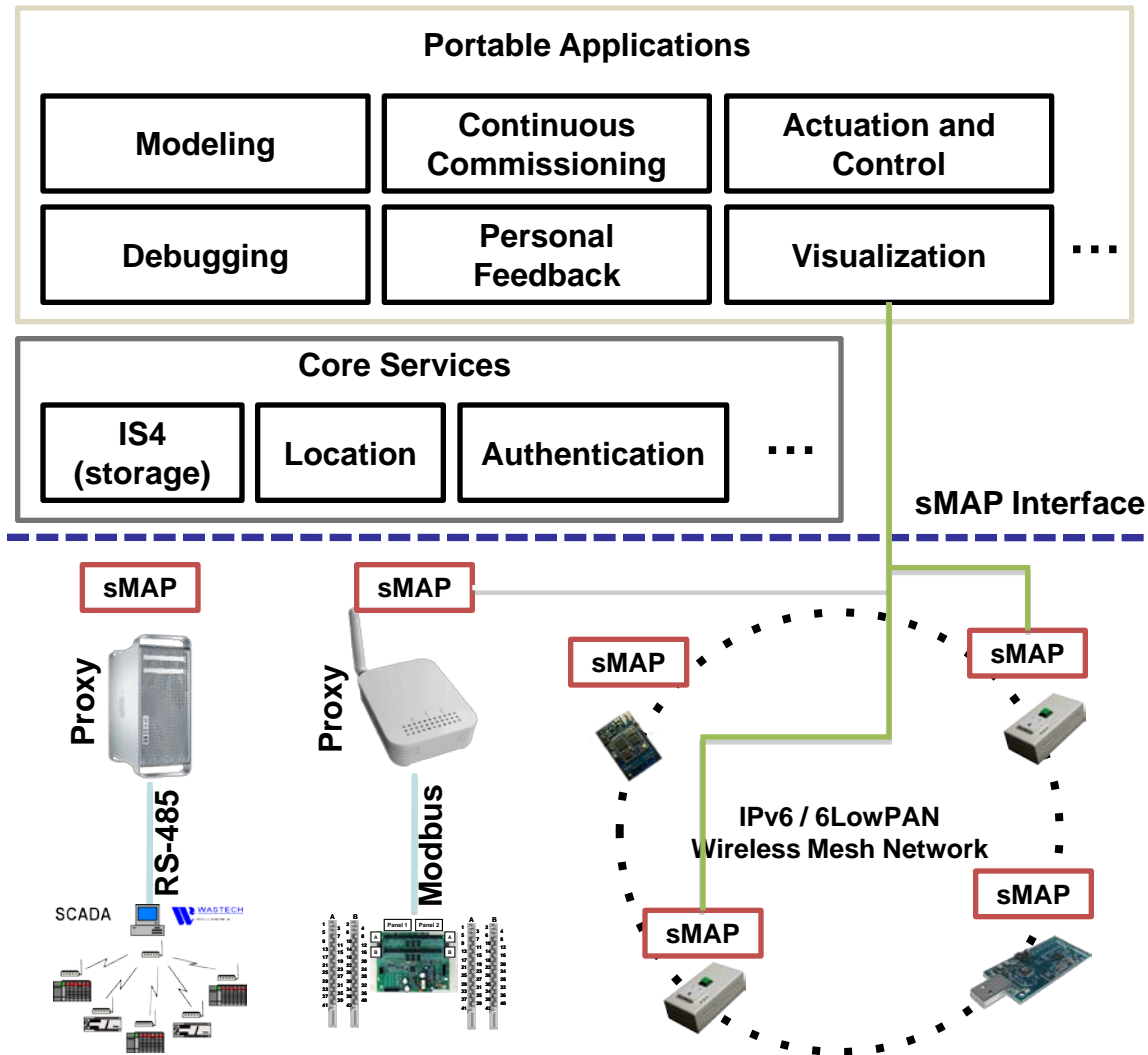 Portable Applications
Modeling
Continuous
Commissioning
Actuation and
Control
Debugging
Personal
Feedback
Visualization
...
Core Services
IS4
(storage)
Location
Authentication
...
sMAP Interface
sMAP
sMAP
sMAP
sMAP
Proxy
Proxy
RS-485
Modbus
IPv6 / 6LowPAN
Wireless Mesh Network
sMAP
sMAP
SCADA
WASTECH
A
B
Panel 1
Panel 2
A
B
A
B
A
B